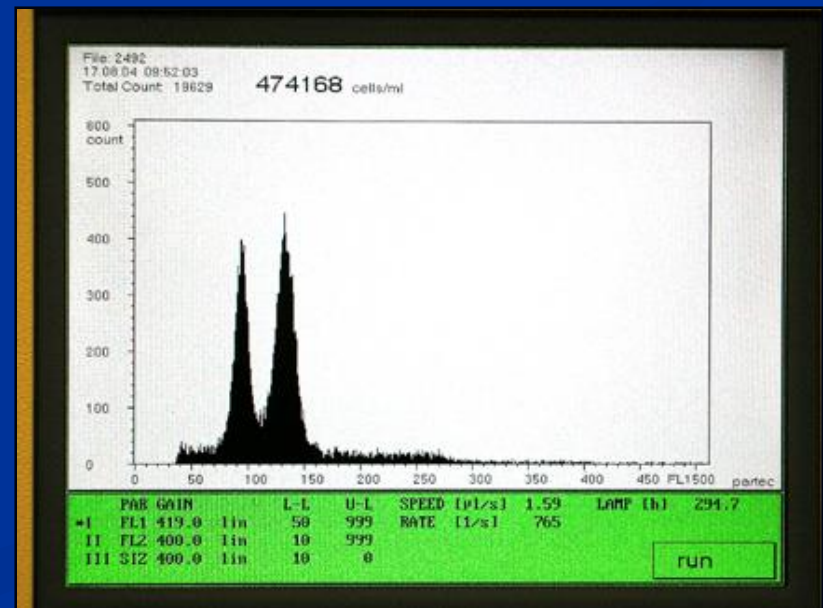 File: 2492
17.08.04 09:52:03
Total Count 19629
474168 cells/ml
600
count
500
400
300
200
100
0
0 50 100 150 200 250 300 350 400 450 FL1500 partec
PAR GAIN L-L U-L SPEED [µl/s] 1.59 LAMP [h] 294.7
*I FL1 419.0 lin 50 999 RATE [1/s] 765
II FL2 400.0 lin 10 999
III SIZ 400.0 lin 10 0
run